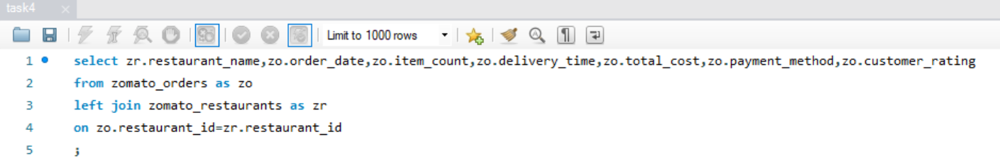 task4
Limit to 1000 rows
1 select zr.restaurant_name,zo.order_date,zo.item_count,zo.delivery_time,zo.total_cost,zo.payment_method,zo.customer_rating
2 from zomato_orders as zo
3 left join zomato_restaurants as zr
4 on zo.restaurant_id=zr.restaurant_id
5 ;